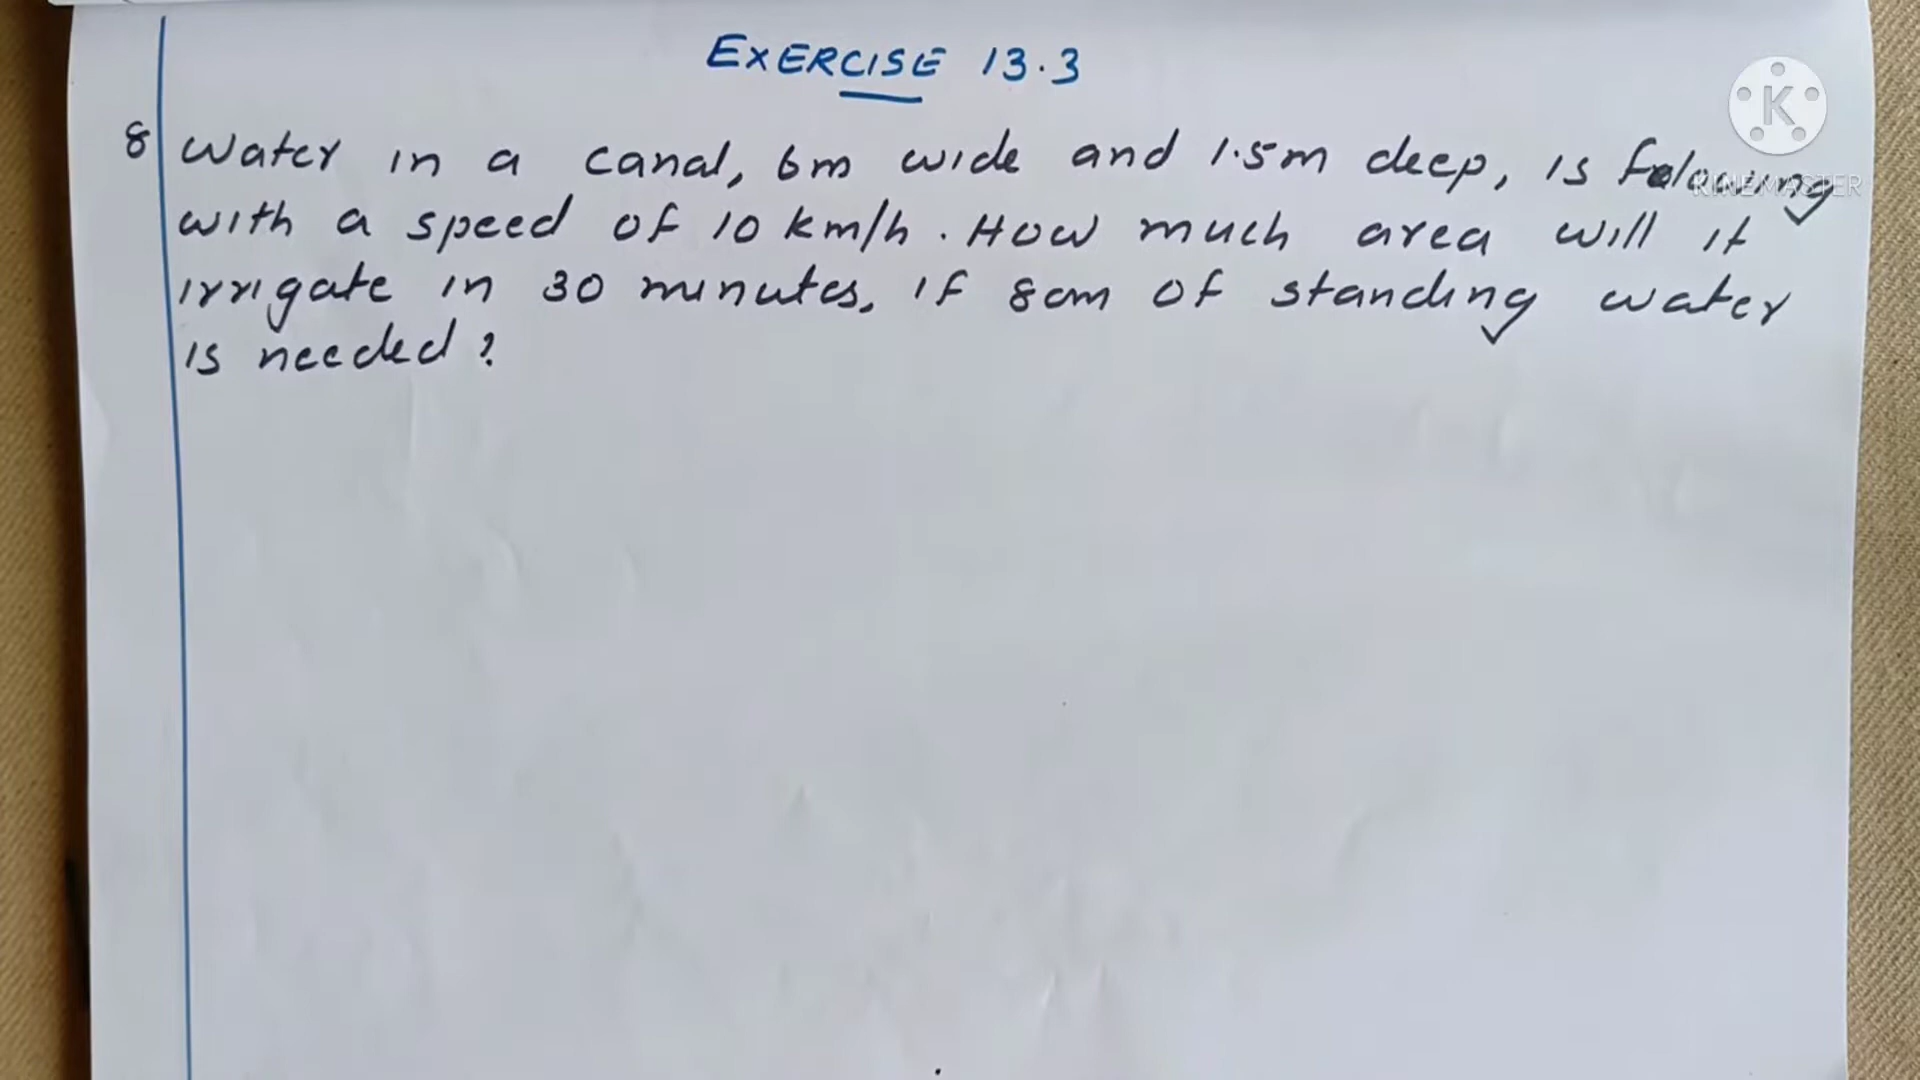 EXERCISE 13.3
8 Water in a canal, 6m wide and 1.5m deep, is flowing
with a speed of 10 km/h. How much area will it
irrigate in 30 minutes, if 8cm of standing water
is needed?
K
KINEMASTER